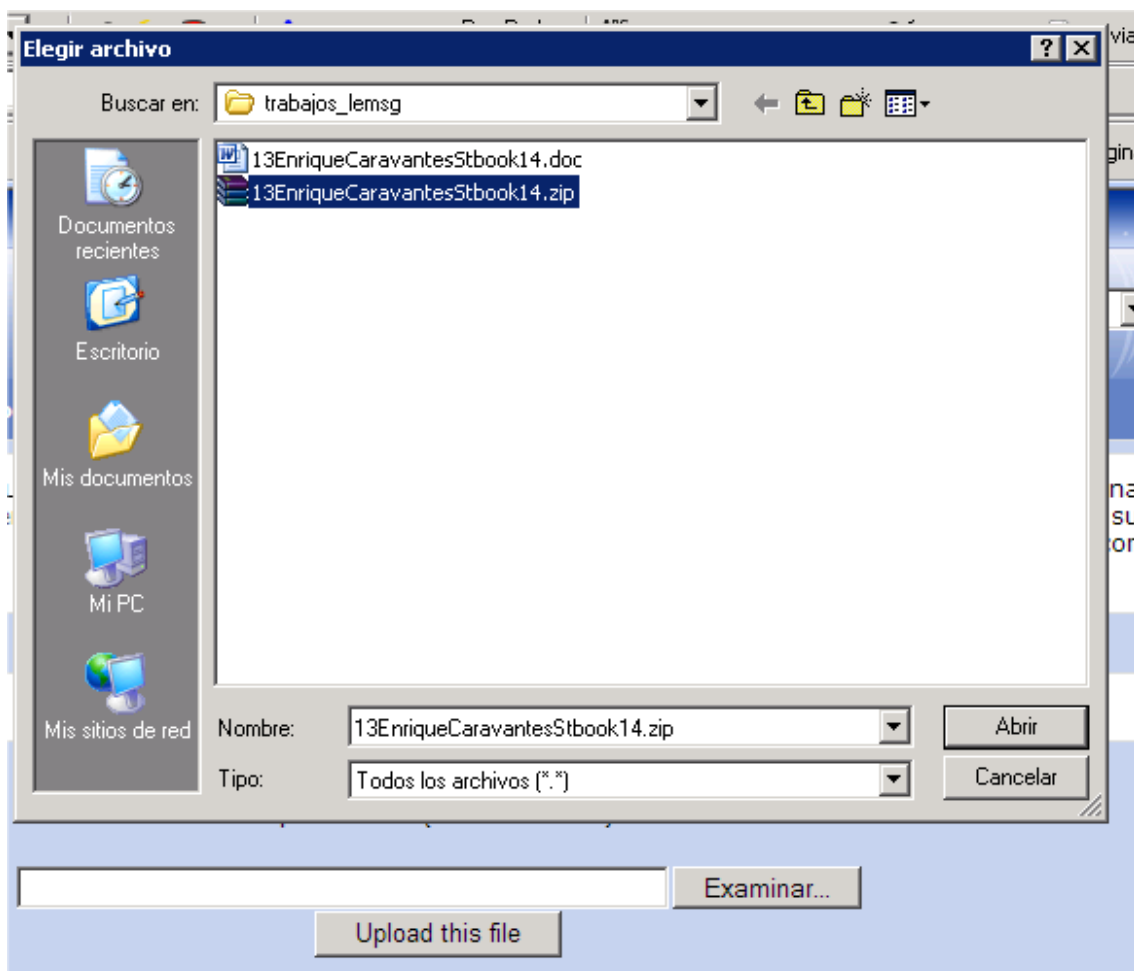 Elegir archivo
Buscar en:
trabajos_lemsg
13EnriqueCaravantesStbook14.doc
13EnriqueCaravantesStbook14.zip
Documentos
recientes
Escritorio
Mis documentos
Mi PC
Mis sitios de red
Nombre:
13EnriqueCaravantesStbook14.zip
Abrir
Tipo:
Todos los archivos (*.*)
Cancelar
Examinar...
Upload this file